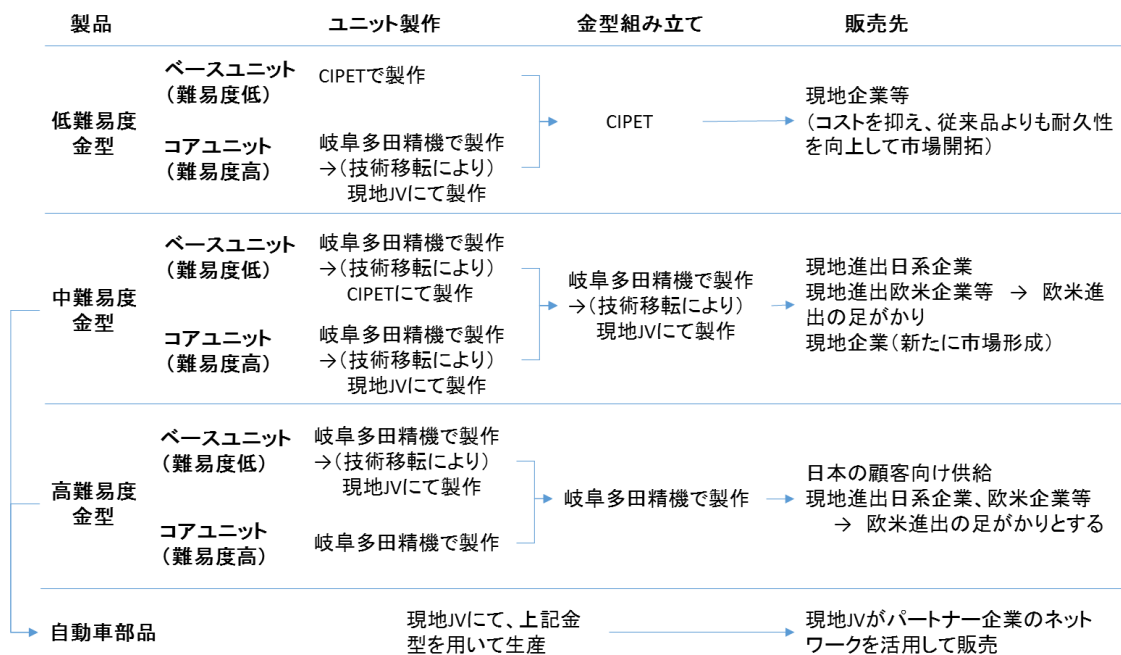 製品 ユニット製作 金型組み立て 販売先
低難易度
金型
ベースユニット
(難易度低)
CIPETで製作
コアユニット
(難易度高)
岐阜多田精機で製作
→(技術移転により)
現地JVにて製作
CIPET
現地企業等
(コストを抑え、従来品よりも耐久性
を向上して市場開拓)
中難易度
金型
ベースユニット
(難易度低)
岐阜多田精機で製作
→(技術移転により)
CIPETにて製作
コアユニット
(難易度高)
岐阜多田精機で製作
→(技術移転により)
現地JVにて製作
岐阜多田精機で製作
→(技術移転により)
現地JVにて製作
現地進出日系企業
現地進出欧米企業等 → 欧米進
出の足がかり
現地企業(新たに市場形成)
高難易度
金型
ベースユニット
(難易度低)
岐阜多田精機で製作
→(技術移転により)
現地JVにて製作
コアユニット
(難易度高)
岐阜多田精機で製作
岐阜多田精機で製作
日本の顧客向け供給
現地進出日系企業、欧米企業等
→ 欧米進出の足がかりとする
自動車部品
現地JVにて、上記金
型を用いて生産
現地JVがパートナー企業のネット
ワークを活用して販売